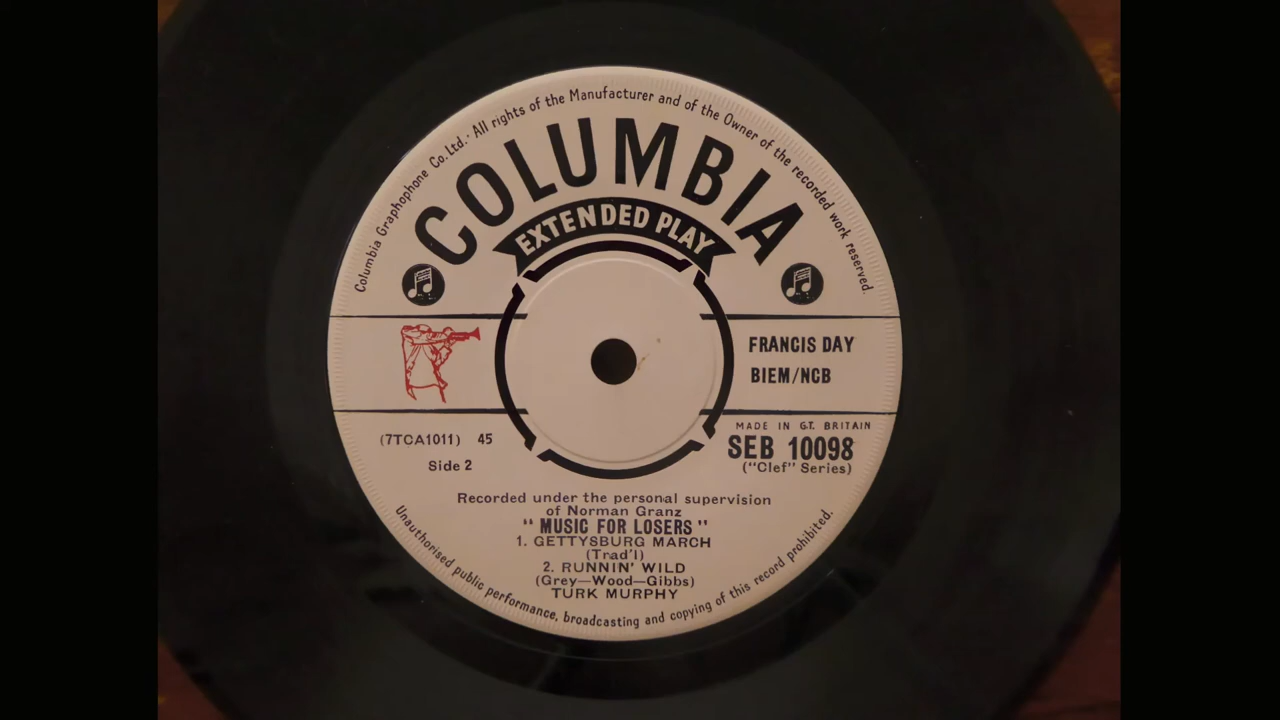 Columbia Graphophone Co. Ltd. · All rights of the Manufacturer and of the Owner of the recorded work reserved.
COLUMBIA
EXTENDED PLAY
FRANCIS DAY
BIEM/NCB
MADE IN GT. BRITAIN
(7TCA1011) 45
SEB 10098
Side 2
("Clef" Series)
Recorded under the personal supervision
of Norman Granz
"MUSIC FOR LOSERS"
1. GETTYSBURG MARCH
(Trad'l)
2. RUNNIN' WILD
(Grey—Wood—Gibbs)
TURK MURPHY
Unauthorised public performance, broadcasting and copying of this record prohibited.